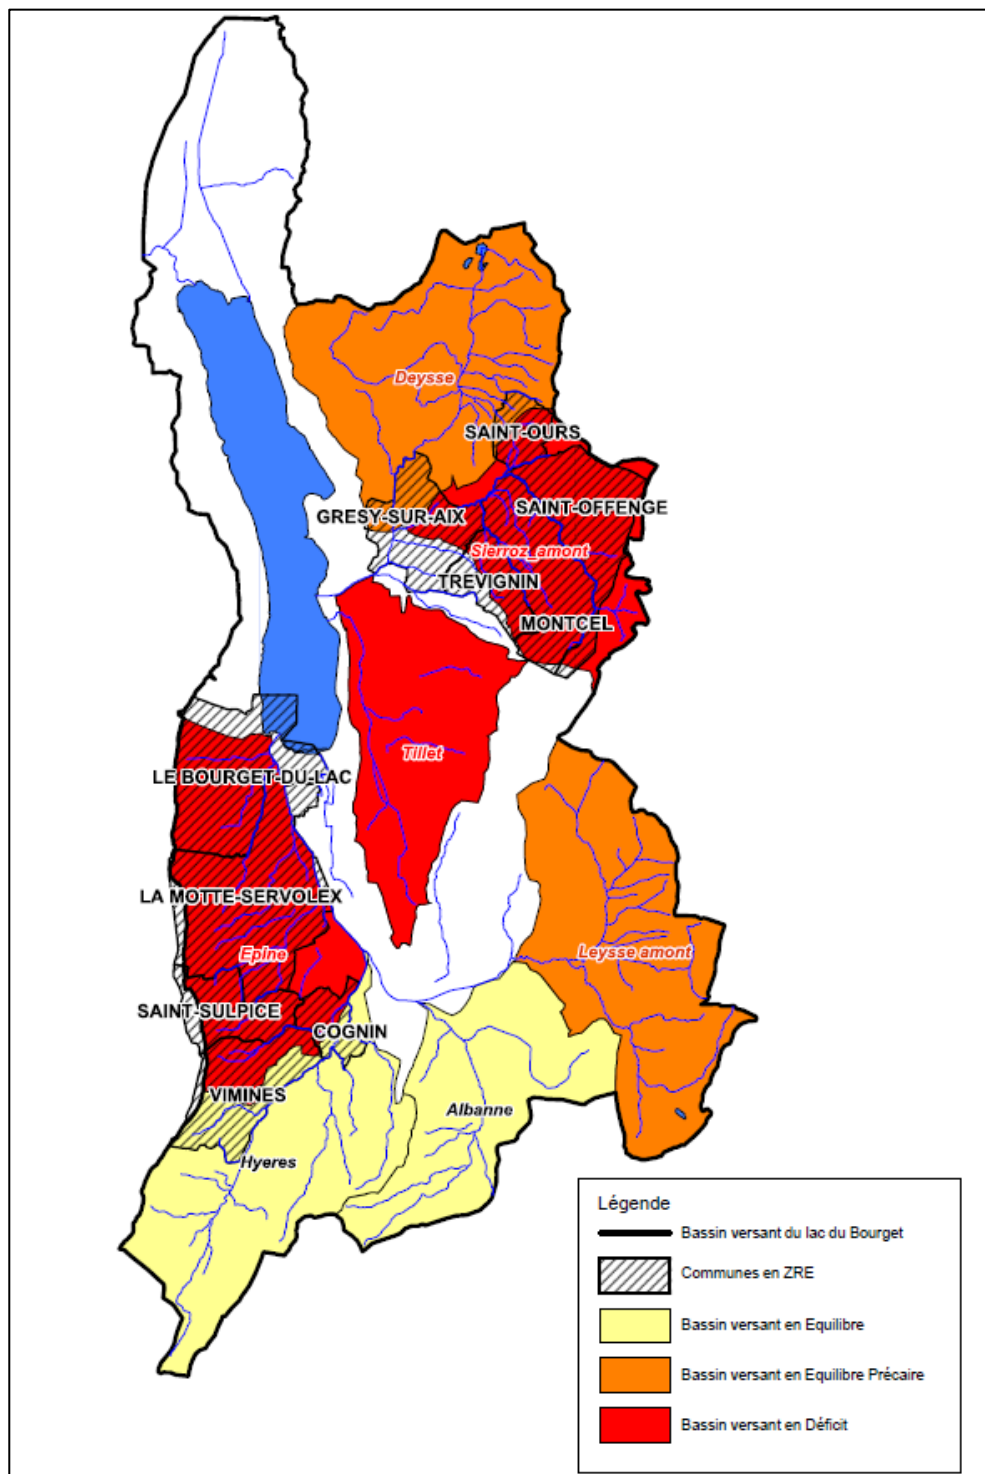 Deysse
SAINT-OURS
SAINT-OFFENGE
GRESY-SUR-AIX
Sierroz_amont
TREVIGNIN
MONTCEL
Tillet
LE BOURGET-DU-LAC
LA MOTTE-SERVOLEX
Epine
Leysse amont
SAINT-SULPICE
COGNIN
VIMINES
Albanne
Hyeres
Légende
Bassin versant du lac du Bourget
Communes en ZRE
Bassin versant en Equilibre
Bassin versant en Equilibre Précaire
Bassin versant en Déficit